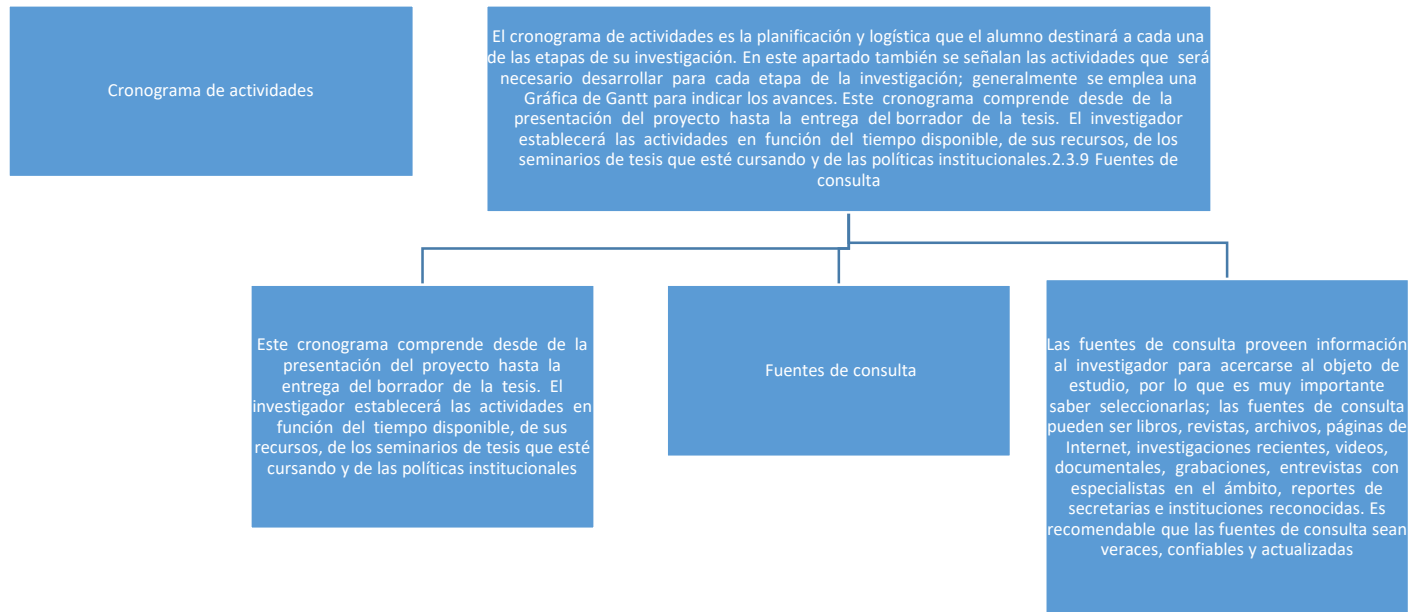 Cronograma de actividades
El cronograma de actividades es la planificación y logística que el alumno destinará a cada una
de las etapas de su investigación. En este apartado también se señalan las actividades que será
necesario desarrollar para cada etapa de la investigación; generalmente se emplea una
Gráfica de Gantt para indicar los avances. Este cronograma comprende desde de la
presentación del proyecto hasta la entrega del borrador de la tesis. El investigador
establecerá las actividades en función del tiempo disponible, de sus recursos, de los
seminarios de tesis que esté cursando y de las políticas institucionales.2.3.9 Fuentes de
consulta
Este cronograma comprende desde de la
presentación del proyecto hasta la
entrega del borrador de la tesis. El
investigador establecerá las actividades en
función del tiempo disponible, de sus
recursos, de los seminarios de tesis que esté
cursando y de las políticas institucionales
Fuentes de consulta
Las fuentes de consulta proveen información
al investigador para acercarse al objeto de
estudio, por lo que es muy importante
saber seleccionarlas; las fuentes de consulta
pueden ser libros, revistas, archivos, páginas de
Internet, investigaciones recientes, videos,
documentales, grabaciones, entrevistas con
especialistas en el ámbito, reportes de
secretarias e instituciones reconocidas. Es
recomendable que las fuentes de consulta sean
veraces, confiables y actualizadas